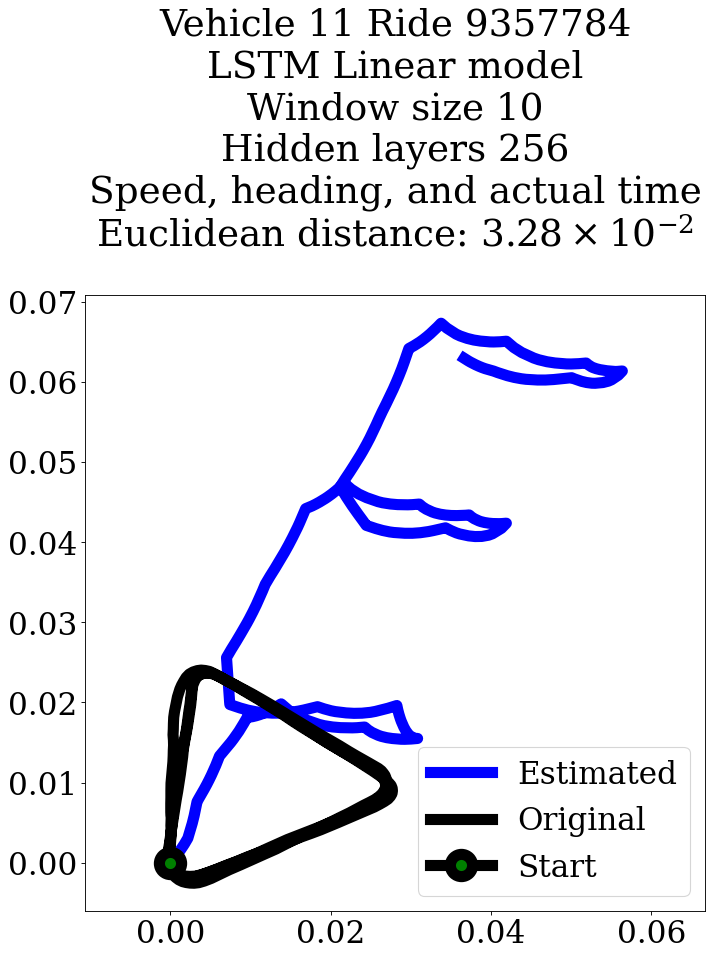 Vehicle 11 Ride 9357784
LSTM Linear model
Window size 10
Hidden layers 256
Speed, heading, and actual time
Euclidean distance: 3.28 × 10⁻²
0.07
0.06
0.05
0.04
0.03
0.02
0.01
0.00
Estimated
Original
Start
0.00 0.02 0.04 0.06